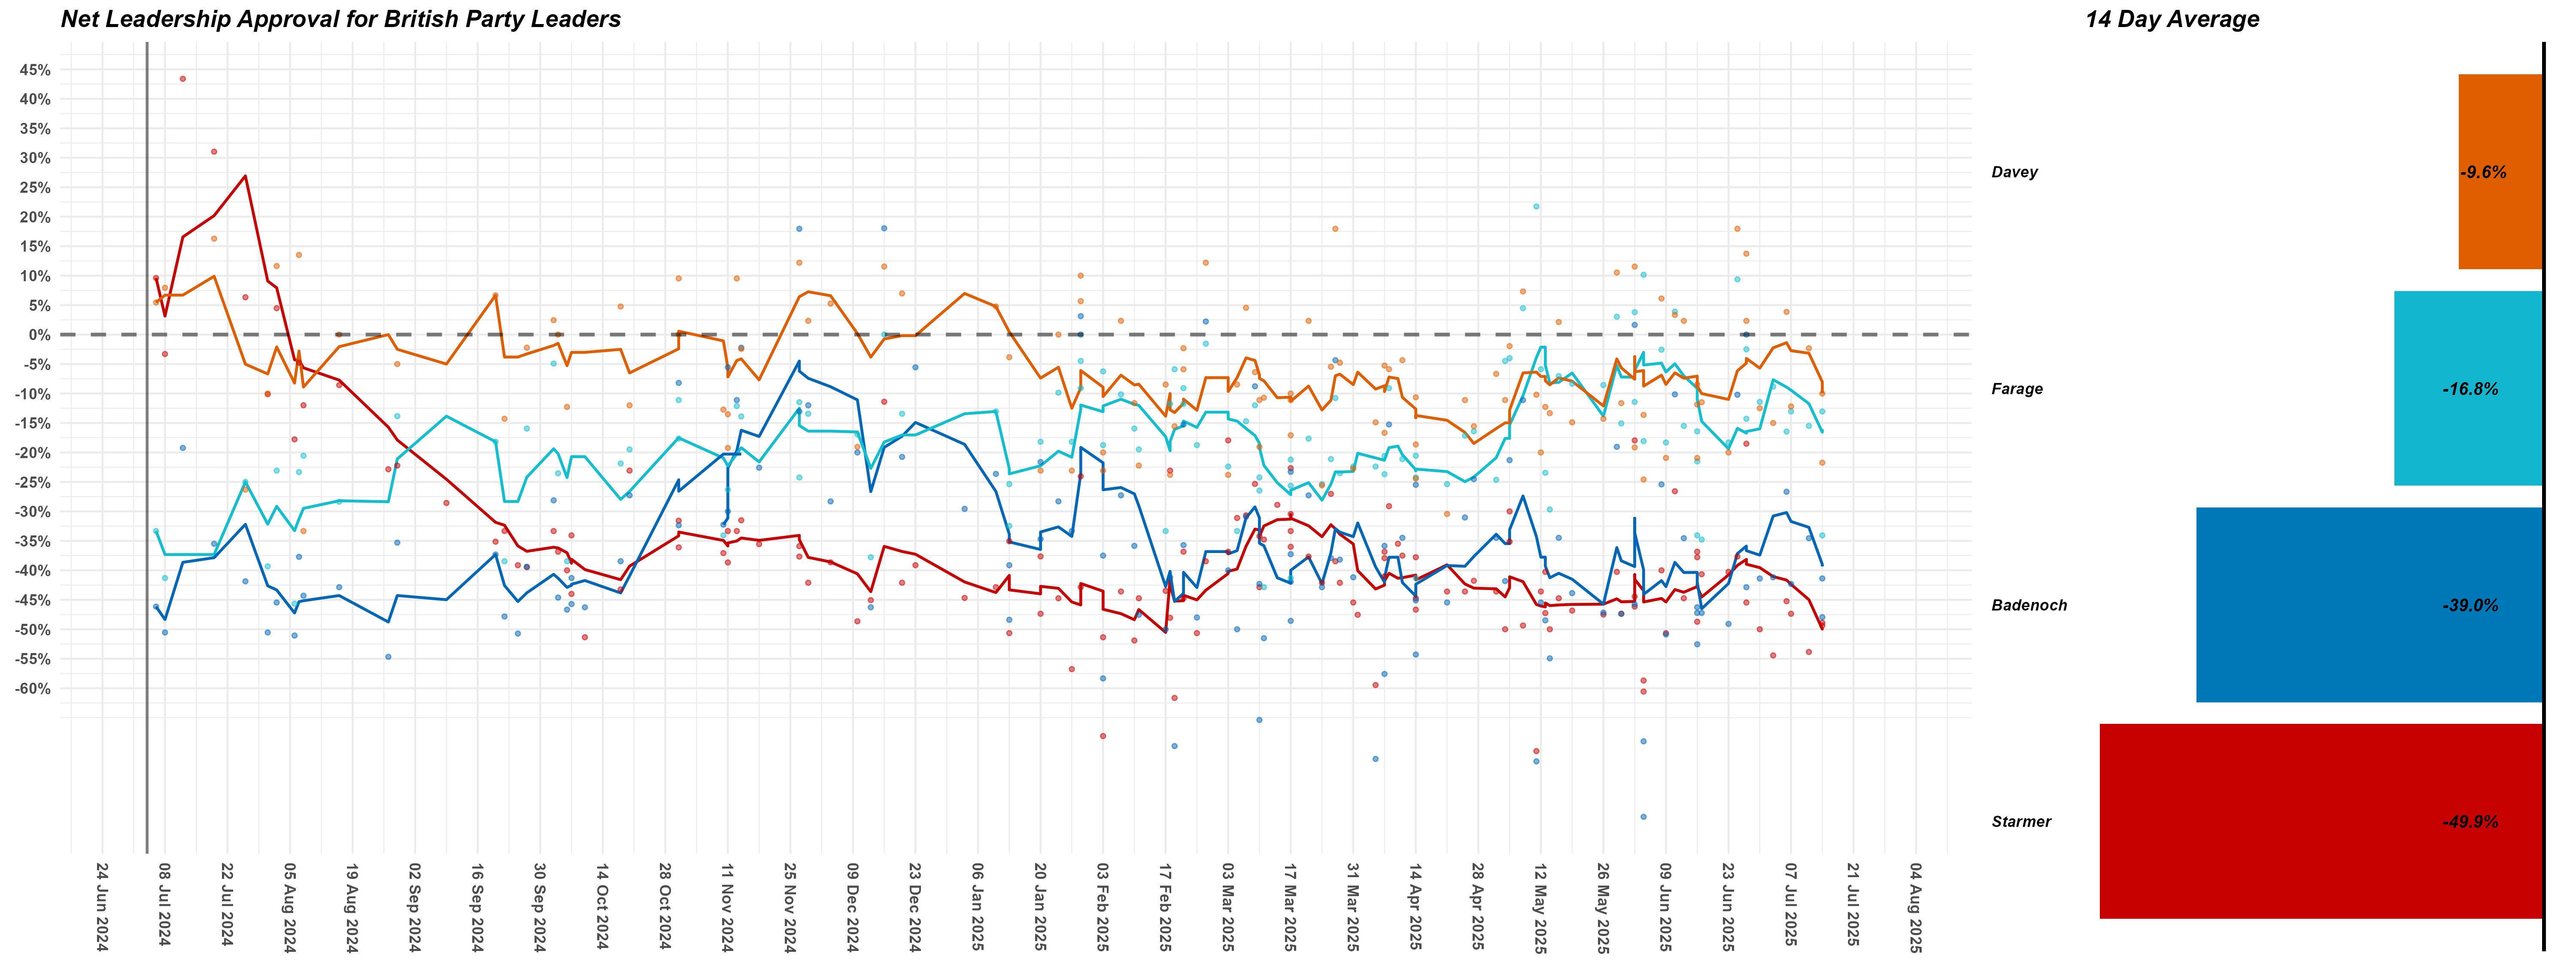 Net Leadership Approval for British Party Leaders
14 Day Average
45%
40%
35%
30%
25%
20%
15%
10%
5%
0%
-5%
-10%
-15%
-20%
-25%
-30%
-35%
-40%
-45%
-50%
-55%
-60%
24 Jun 2024
08 Jul 2024
22 Jul 2024
05 Aug 2024
19 Aug 2024
02 Sep 2024
16 Sep 2024
30 Sep 2024
14 Oct 2024
28 Oct 2024
11 Nov 2024
25 Nov 2024
09 Dec 2024
23 Dec 2024
06 Jan 2025
20 Jan 2025
03 Feb 2025
17 Feb 2025
03 Mar 2025
17 Mar 2025
31 Mar 2025
14 Apr 2025
28 Apr 2025
12 May 2025
26 May 2025
09 Jun 2025
23 Jun 2025
07 Jul 2025
21 Jul 2025
04 Aug 2025
Davey -9.6%
Farage -16.8%
Badenoch -39.0%
Starmer -49.9%